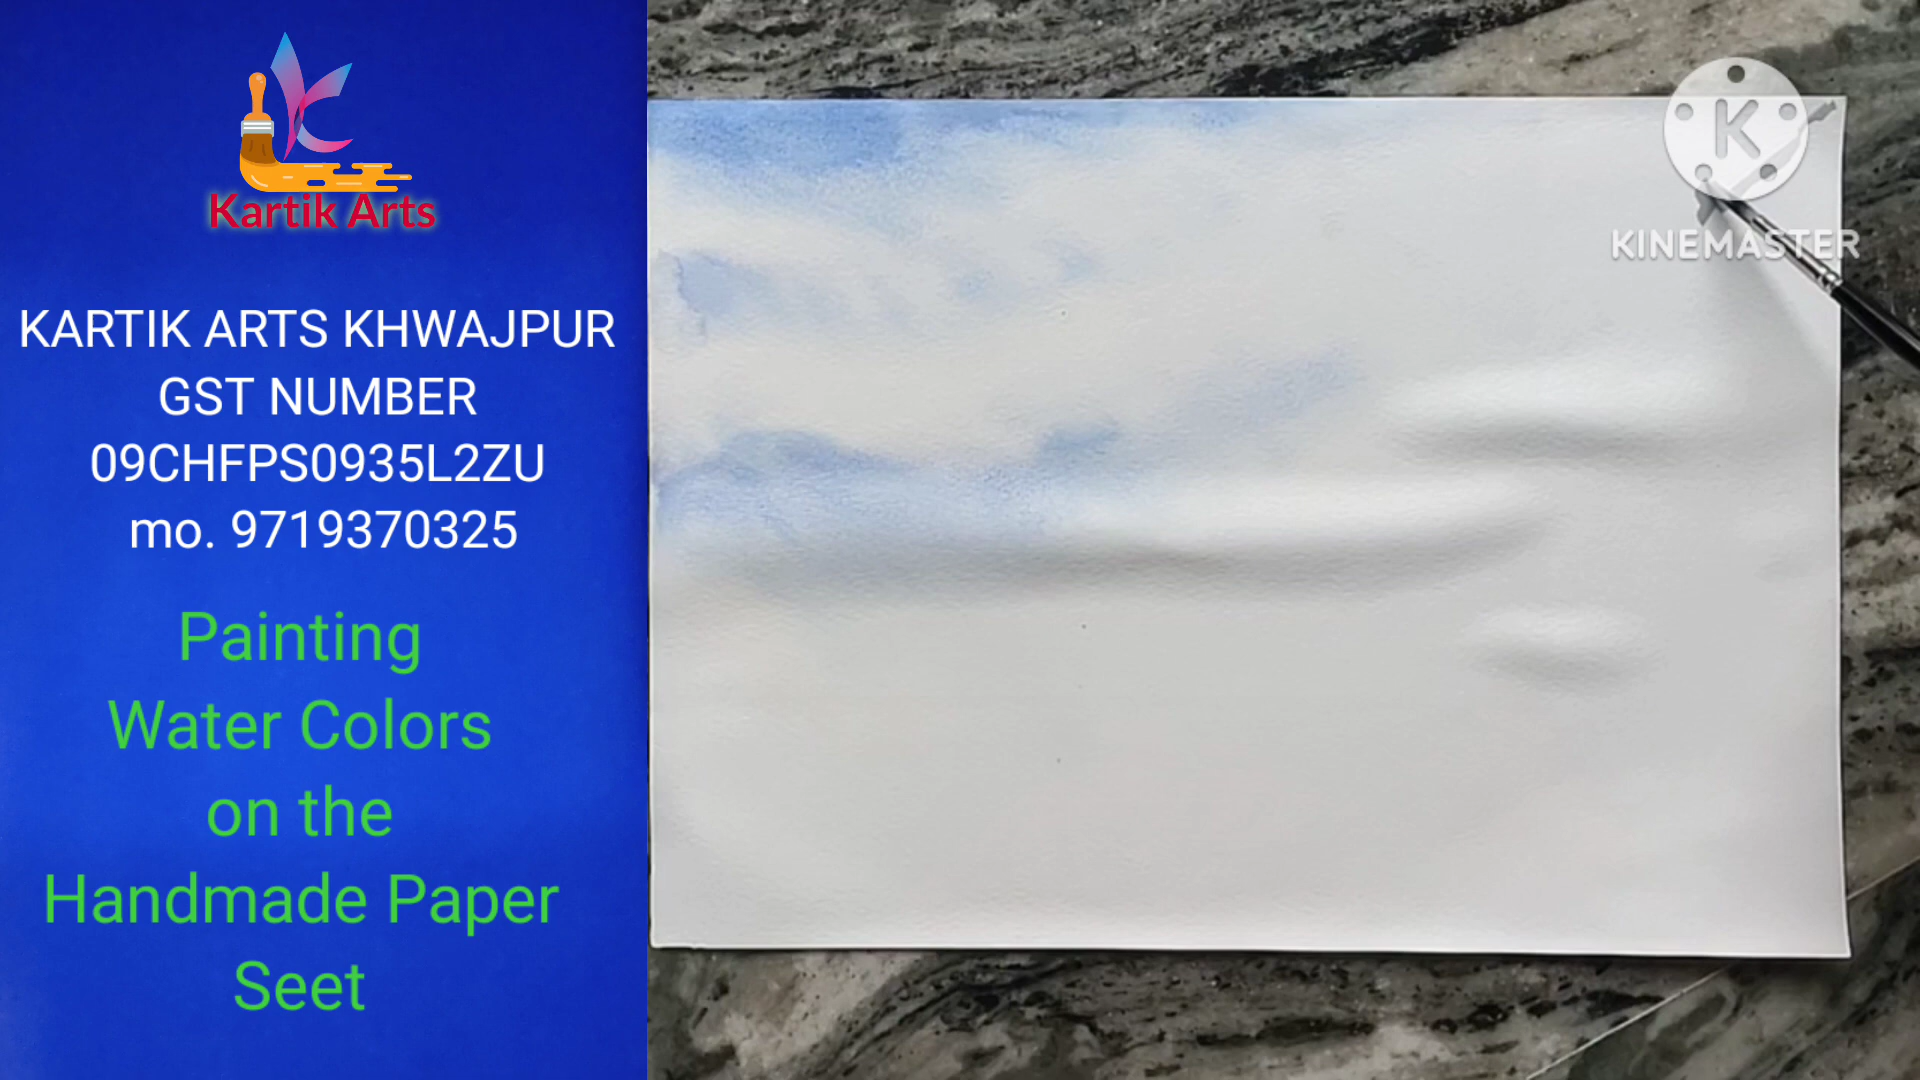 Kartik Arts
KARTIK ARTS KHWAJPUR
GST NUMBER
09CHFPS0935L2ZU
mo. 9719370325
Painting
Water Colors
on the
Handmade Paper
Seet
K
KINEMASTER